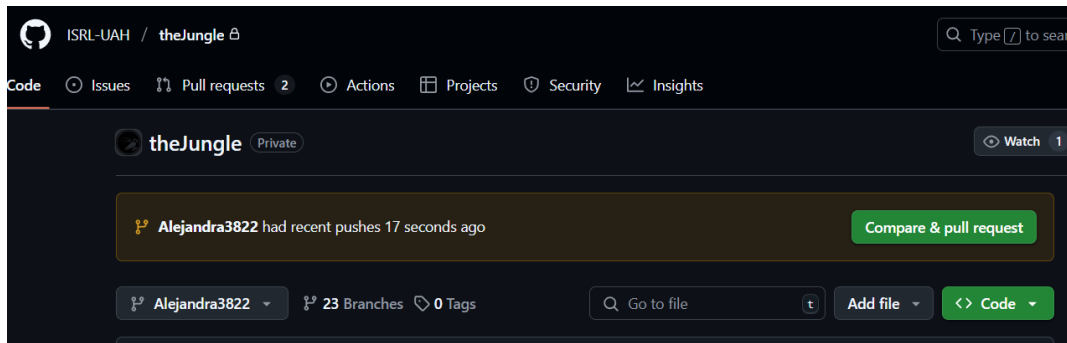 ISRL-UAH / theJungle Type / to sear
Code Issues Pull requests 2 Actions Projects Security Insights
theJungle Private Watch 1
Alejandra3822 had recent pushes 17 seconds ago Compare & pull request
Alejandra3822 23 Branches 0 Tags Go to file t Add file <> Code